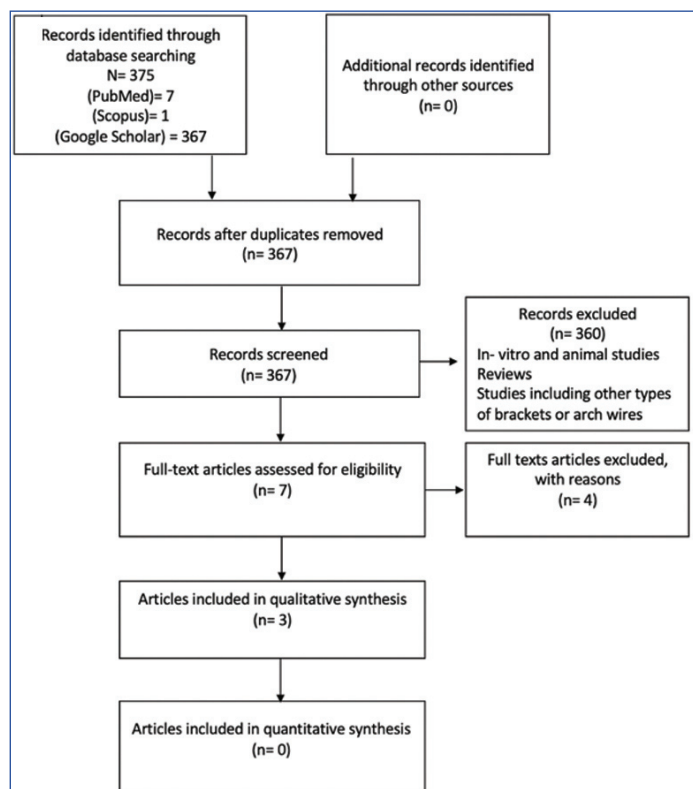 Records identified through
database searching
N= 375
(PubMed)= 7
(Scopus)= 1
(Google Scholar) = 367
Additional records identified
through other sources
(n= 0)
Records after duplicates removed
(n= 367)
Records screened
(n= 367)
Records excluded
(n= 360)
In- vitro and animal studies
Reviews
Studies including other types
of brackets or arch wires
Full-text articles assessed for eligibility
(n= 7)
Full texts articles excluded,
with reasons
(n= 4)
Articles included in qualitative synthesis
(n= 3)
Articles included in quantitative synthesis
(n= 0)